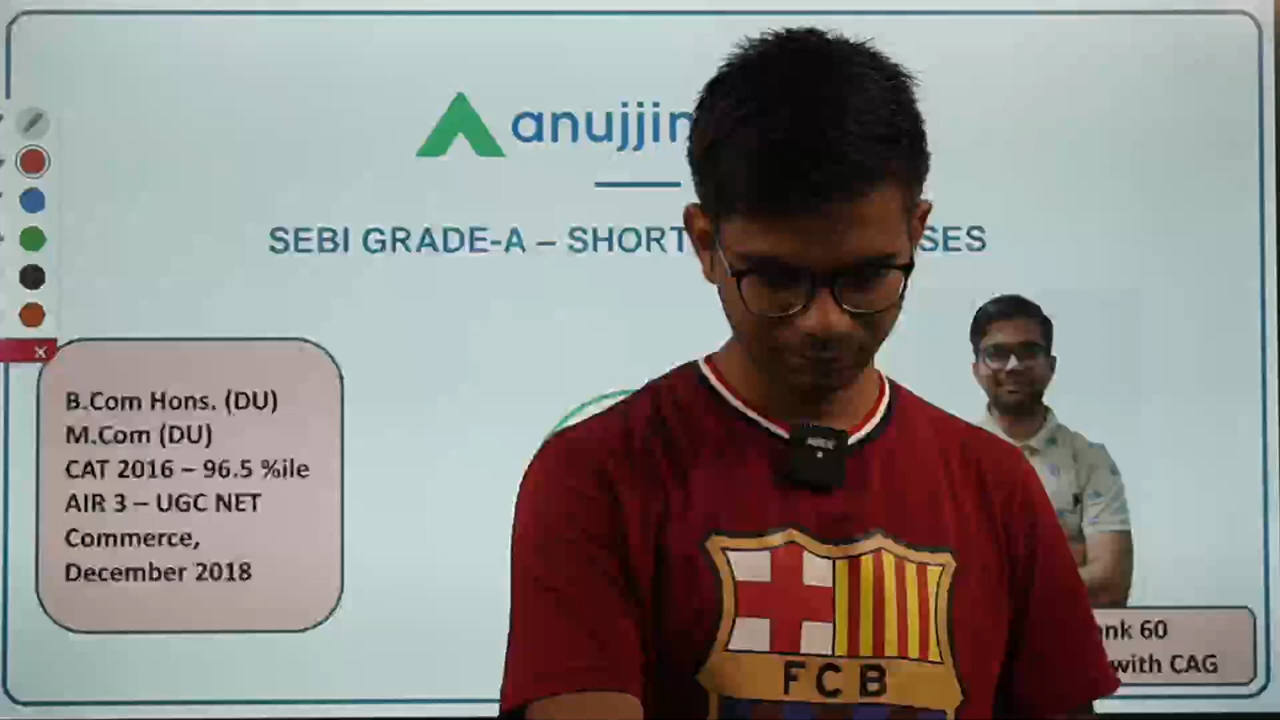 anujjin
SEBI GRADE-A – SHORT SES
B.Com Hons. (DU)
M.Com (DU)
CAT 2016 – 96.5 %ile
AIR 3 – UGC NET
Commerce,
December 2018
nk 60
with CAG
FCB